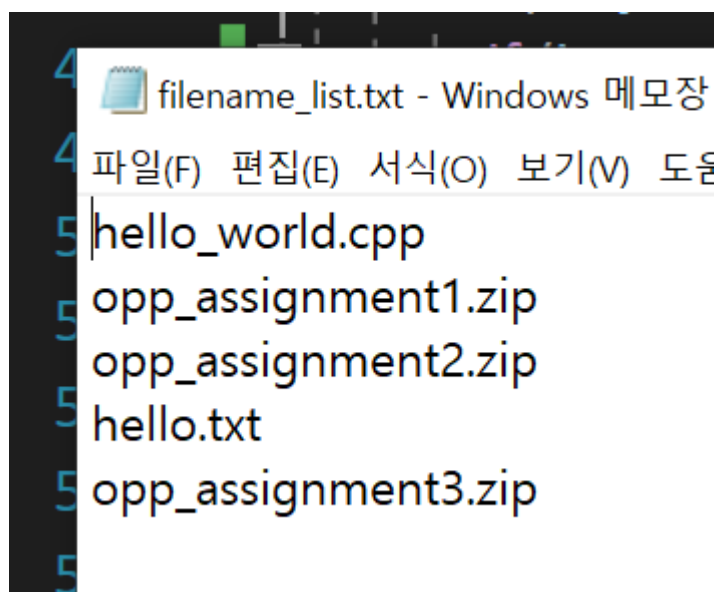 filename_list.txt - Windows 메모장
파일(F) 편집(E) 서식(O) 보기(V)
hello_world.cpp
opp_assignment1.zip
opp_assignment2.zip
hello.txt
opp_assignment3.zip